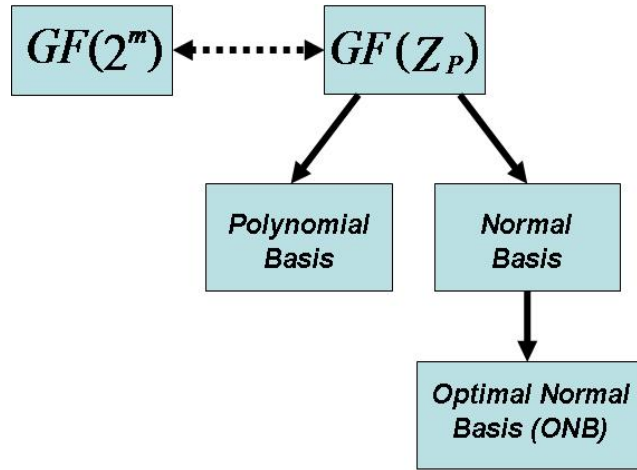 GF(2^m)
GF(Z_P)
Polynomial
Basis
Normal
Basis
Optimal Normal
Basis (ONB)